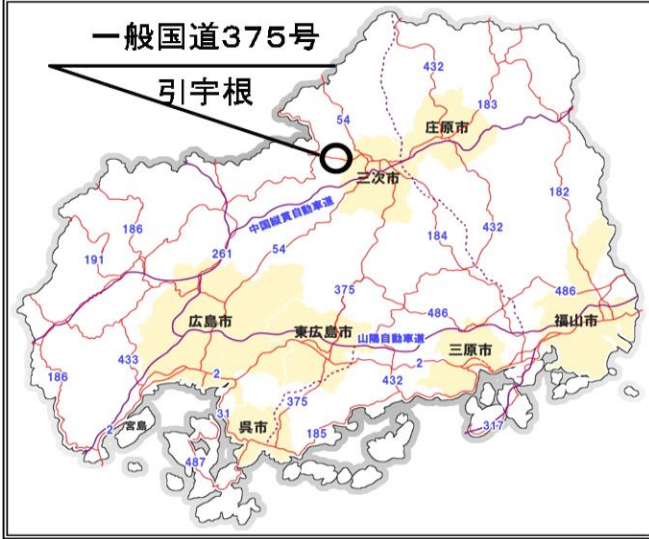 一般国道375号
引宇根
432
183
54
庄原市
三次市
182
186
中国縦貫自動車道
184
432
191
261
54
375
486
486
広島市
東広島市
山陽自動車道
福山市
433
三原市
186
2
2
432
375
31
呉市
185
317
2
宮島
487